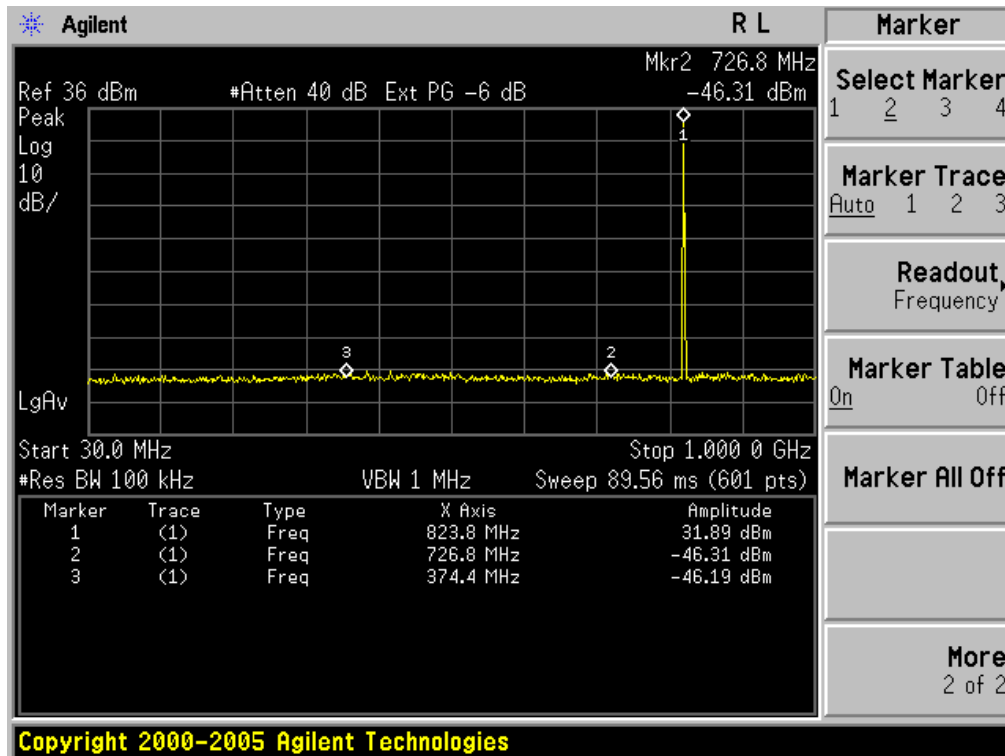 Agilent R L
Mkr2 726.8 MHz
Ref 36 dBm #Atten 40 dB Ext PG -6 dB -46.31 dBm
Peak
Log
10
dB/
1
3
2
LgAv
Start 30.0 MHz Stop 1.000 0 GHz
#Res BW 100 kHz VBW 1 MHz Sweep 89.56 ms (601 pts)
Marker Trace Type X Axis Amplitude
1 (1) Freq 823.8 MHz 31.89 dBm
2 (1) Freq 726.8 MHz -46.31 dBm
3 (1) Freq 374.4 MHz -46.19 dBm
Marker
Select Marker
1 2 3 4
Marker Trace
Auto 1 2 3
Readout
Frequency
Marker Table
On Off
Marker All Off
More
2 of 2
Copyright 2000-2005 Agilent Technologies